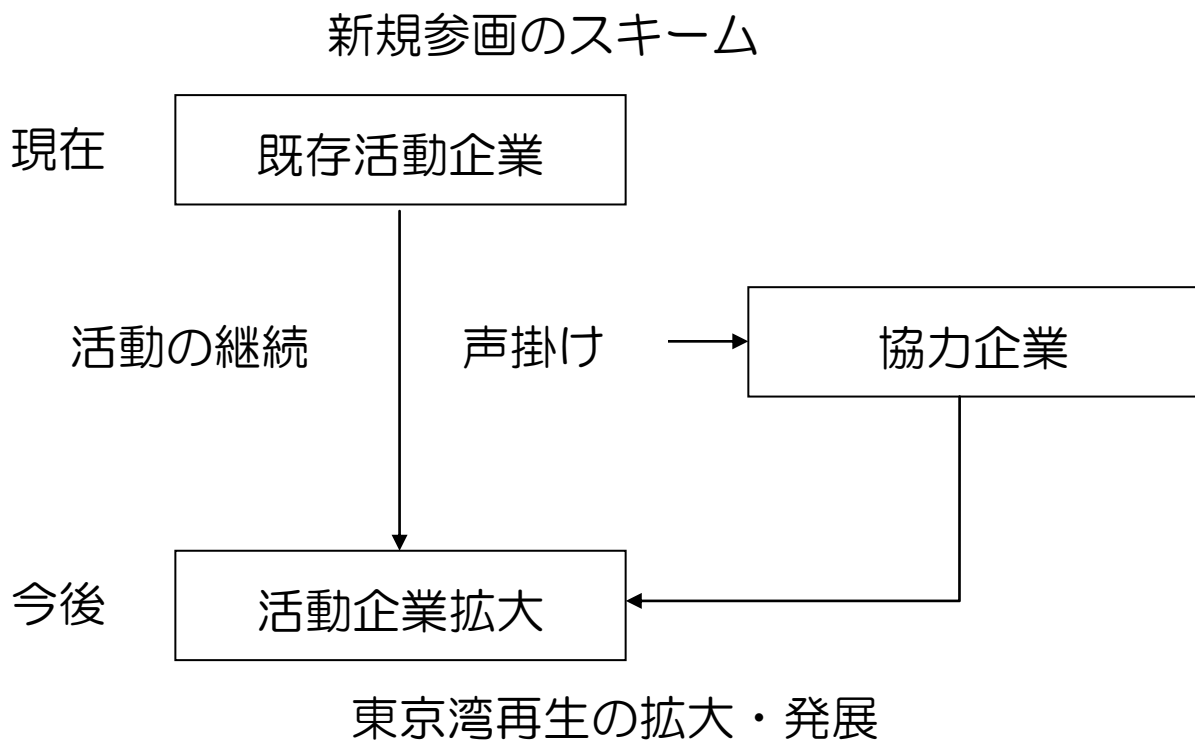 新規参画のスキーム
現在
既存活動企業
活動の継続
声掛け
協力企業
今後
活動企業拡大
東京湾再生の拡大・発展